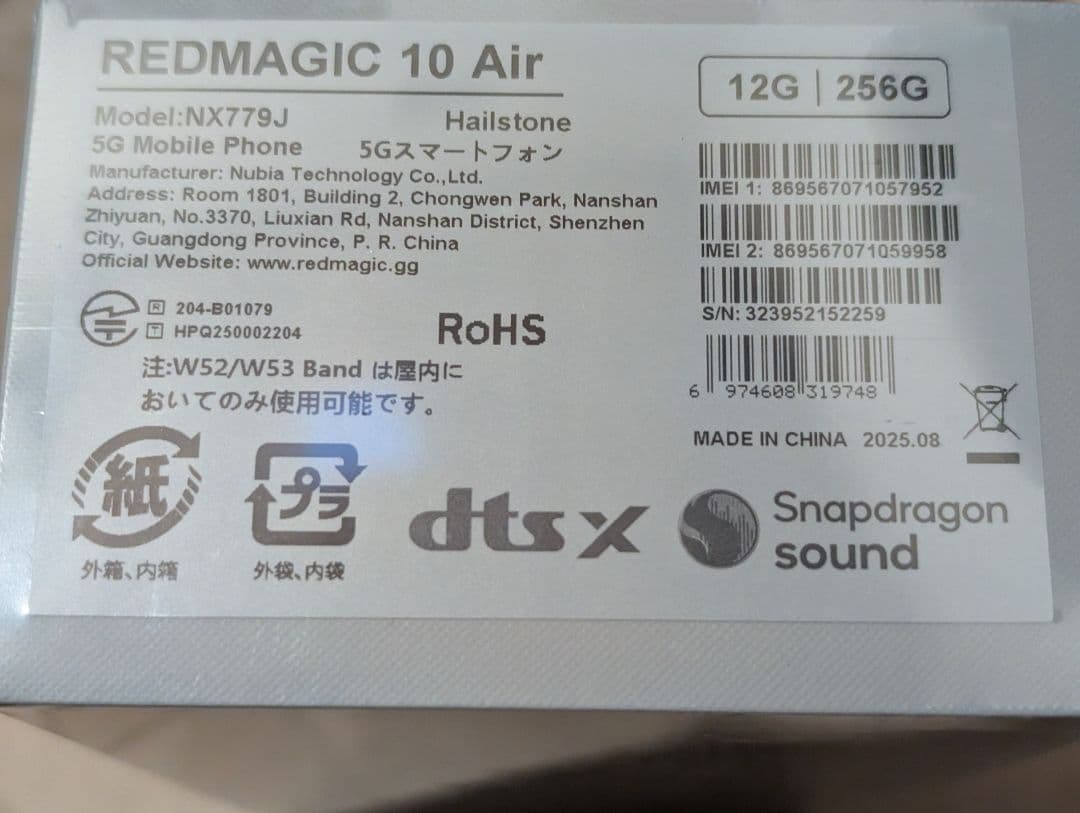 REDMAGIC 10 Air
12G | 256G
Model:NX779J
Hailstone
5G Mobile Phone
5Gスマートフォン
Manufacturer: Nubia Technology Co.,Ltd.
Address: Room 1801, Building 2, Chongwen Park, Nanshan
Zhiyuan, No.3370, Liuxian Rd, Nanshan District, Shenzhen
City, Guangdong Province, P. R. China
Official Website: www.redmagic.gg
IMEI 1: 869567071057952
IMEI 2: 869567071059958
S/N: 323952152259
6 974608 319748
MADE IN CHINA 2025.08
R 204-B01079
T HPQ250002204
RoHS
注:W52/W53 Band は屋内に
おいてのみ使用可能です。
紙
外箱、内箱
プラ
外袋、内袋
dts X
Snapdragon
sound